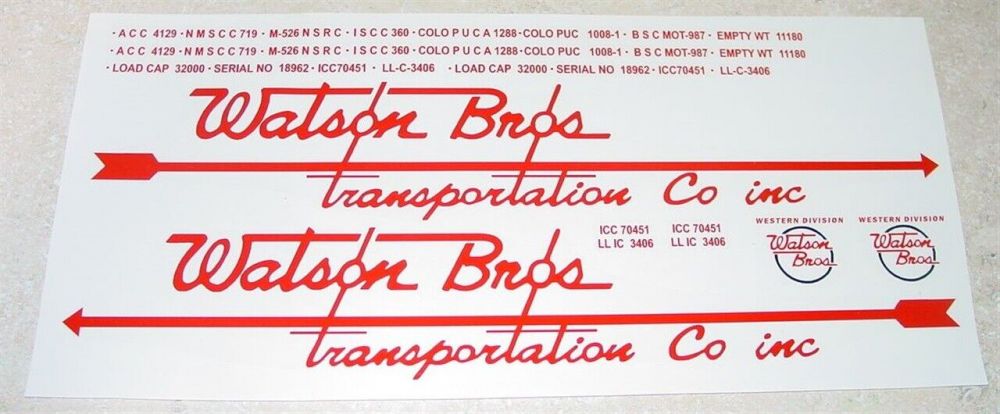 · A C C 4129 · N M S C C 719 · M-526 N S R C · I S C C 360 · COLO P U C A 1288 · COLO PUC 1008-1 · B S C MOT-987 · EMPTY WT 11180
· A C C 4129 · N M S C C 719 · M-526 N S R C · I S C C 360 · COLO P U C A 1288 · COLO PUC 1008-1 · B S C MOT-987 · EMPTY WT 11180
· LOAD CAP 32000 · SERIAL NO 18962 · ICC70451 · LL-C-3406 · LOAD CAP 32000 · SERIAL NO 18962 · ICC70451 · LL-C-3406
Watson Bros
transportation Co inc
ICC 70451
LL IC 3406
ICC 70451
LL IC 3406
WESTERN DIVISION
Watson
Bros
WESTERN DIVISION
Watson
Bros
Watson Bros
transportation Co inc